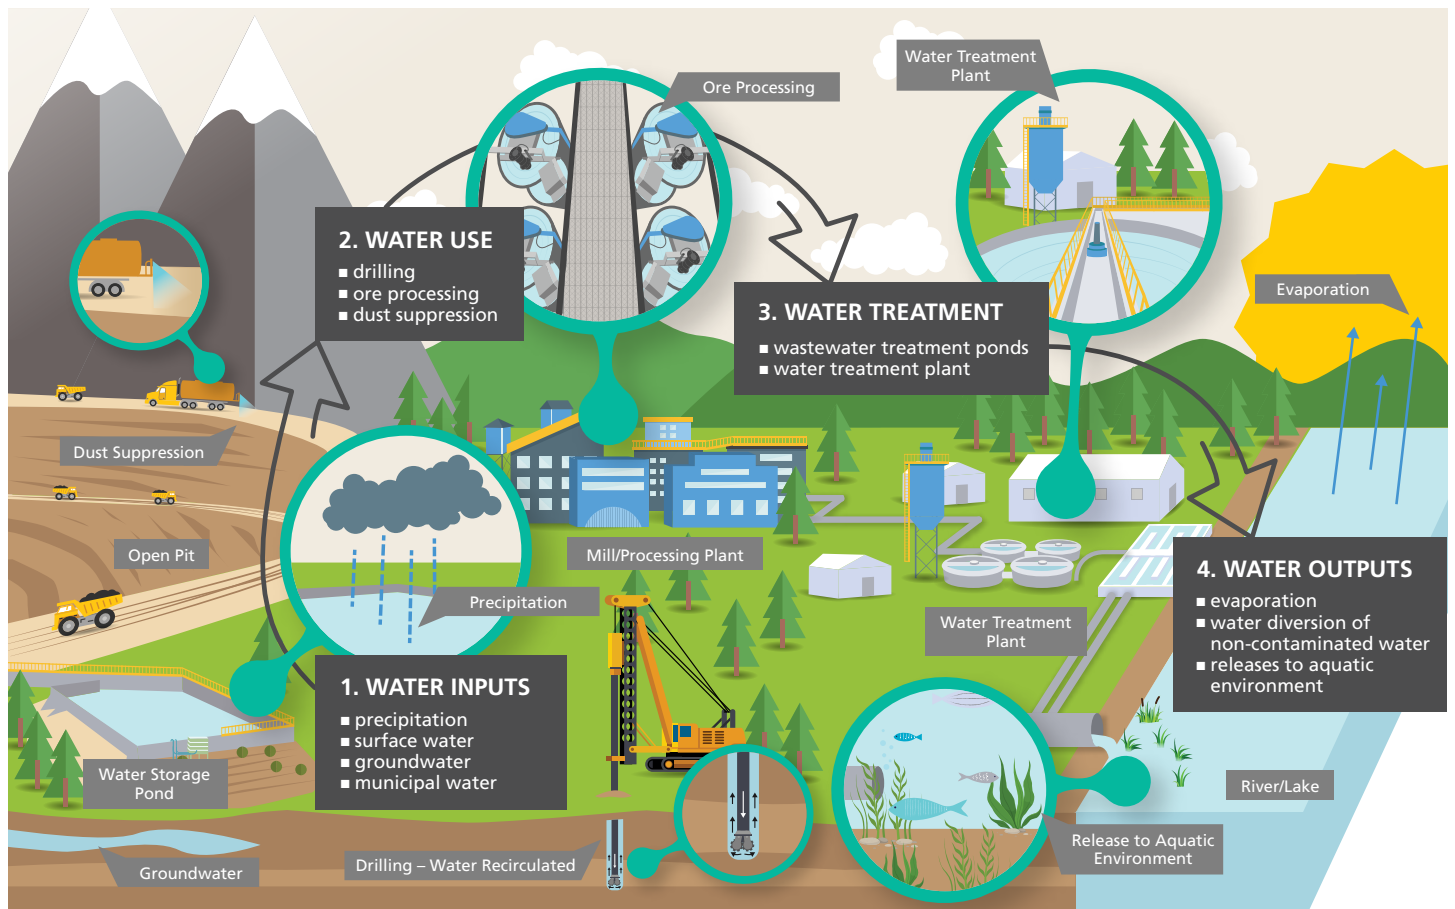 Water Treatment
Plant
Ore Processing
2. WATER USE
▪ drilling
▪ ore processing
▪ dust suppression
Evaporation
3. WATER TREATMENT
▪ wastewater treatment ponds
▪ water treatment plant
Dust Suppression
Open Pit
Mill/Processing Plant
Precipitation
4. WATER OUTPUTS
▪ evaporation
▪ water diversion of
non-contaminated water
▪ releases to aquatic
environment
Water Treatment
Plant
1. WATER INPUTS
▪ precipitation
▪ surface water
▪ groundwater
▪ municipal water
Water Storage
Pond
River/Lake
Release to Aquatic
Environment
Drilling – Water Recirculated
Groundwater